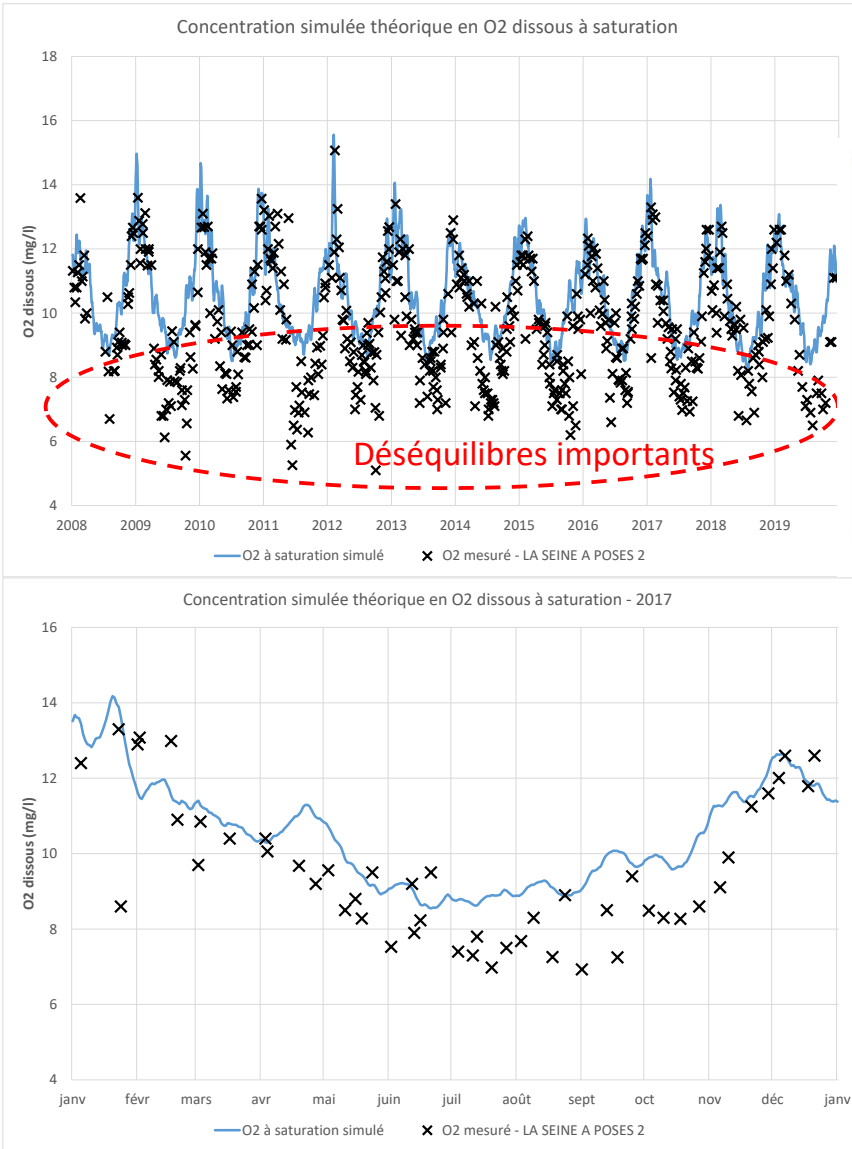 Concentration simulée théorique en O2 dissous à saturation
18
16
14
12
10
8
6
4
O2 dissous (mg/l)
Déséquilibres importants
2008 2009 2010 2011 2012 2013 2014 2015 2016 2017 2018 2019
O2 à saturation simulé × O2 mesuré - LA SEINE A POSES 2
Concentration simulée théorique en O2 dissous à saturation - 2017
16
14
12
10
8
6
4
O2 dissous (mg/l)
janv févr mars avr mai juin juil août sept oct nov déc janv
O2 à saturation simulé × O2 mesuré - LA SEINE A POSES 2